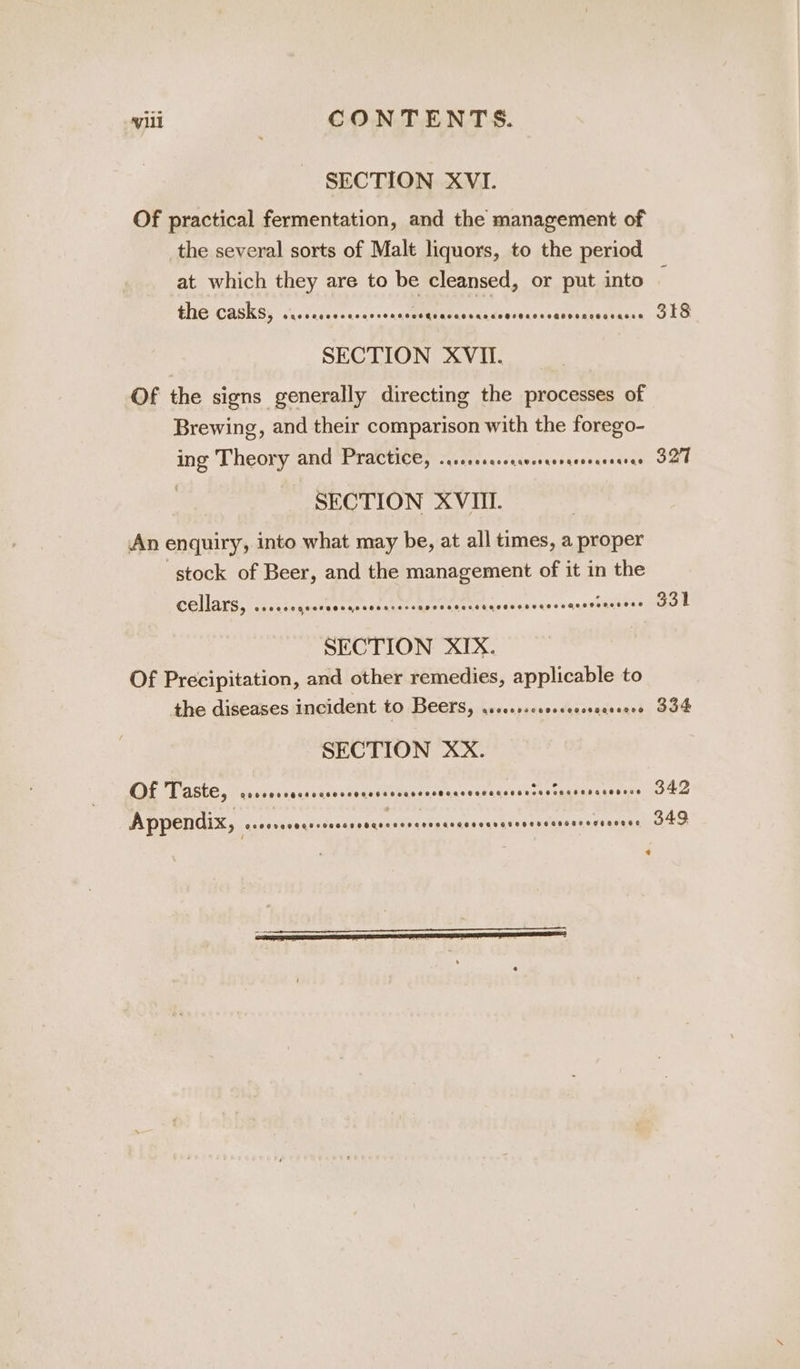 viii CONTENTS.
SECTION XVI.
Of practical fermentation, and the management of
the several sorts of Malt liquors, to the period
at which they are to be cleansed, or put into
the casks, ................................................ 318
SECTION XVII.
Of the signs generally directing the processes of
Brewing, and their comparison with the forego-
ing Theory and Practice, .............................. 327
SECTION XVIII.
An enquiry, into what may be, at all times, a proper
stock of Beer, and the management of it in the
cellars, ................................................ 331
SECTION XIX.
Of Precipitation, and other remedies, applicable to
the diseases incident to Beers, ........................ 334
SECTION XX.
Of Taste, ................................................ 342
Appendix, ................................................ 349